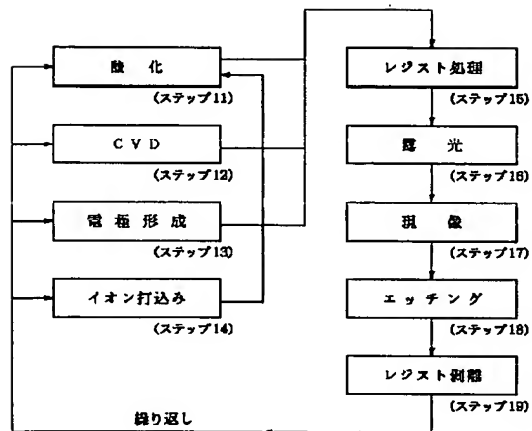 酸化
(ステップ11)
CVD
(ステップ12)
電極形成
(ステップ13)
イオン打込み
(ステップ14)
レジスト処理
(ステップ15)
露光
(ステップ16)
現像
(ステップ17)
エッチング
(ステップ18)
レジスト剥離
(ステップ19)
繰り返し